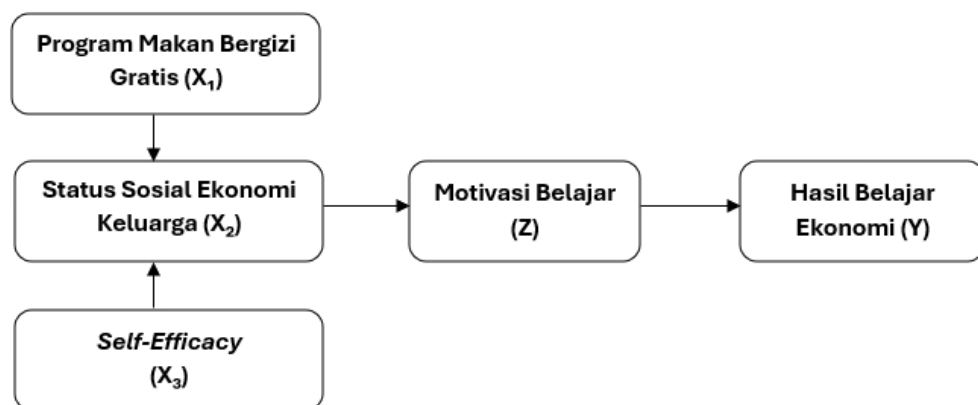 Program Makan Bergizi
Gratis (X₁)
Status Sosial Ekonomi
Keluarga (X₂)
Motivasi Belajar
(Z)
Hasil Belajar
Ekonomi (Y)
Self-Efficacy
(X₃)